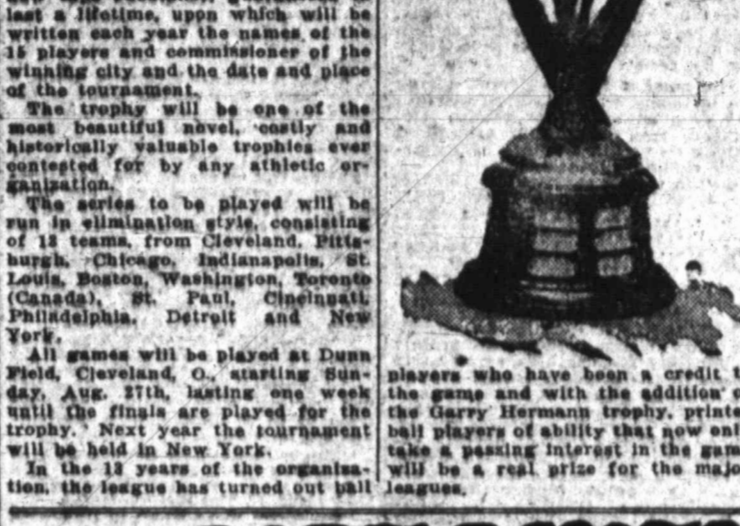 last a lifetime, upon which will be
written each year the names of the
15 players and commissioner of the
winning city and the date and place
of the tournament.
The trophy will be one of the
most beautiful novel, costly and
historically valuable trophies ever
contested for by any athletic or-
ganization.
The series to be played will be
run in elimination style, consisting
of 13 teams, from Cleveland, Pitts-
burgh, Chicago, Indianapolis, St.
Louis, Boston, Washington, Toronto
(Canada), St. Paul, Cincinnati,
Philadelphia, Detroit and New
York.
All games will be played at Dunn
Field, Cleveland, O., starting Sun-
day, Aug. 27th, lasting one week
until the finals are played for the
trophy. Next year the tournament
will be held in New York.
In the 13 years of the organiza-
tion, the league has turned out ball
players who have been a credit t
the game and with the addition o
the Garry Hermann trophy, printe
ball players of ability that now onl
take a passing interest in the gam
will be a real prize for the majo
leagues.